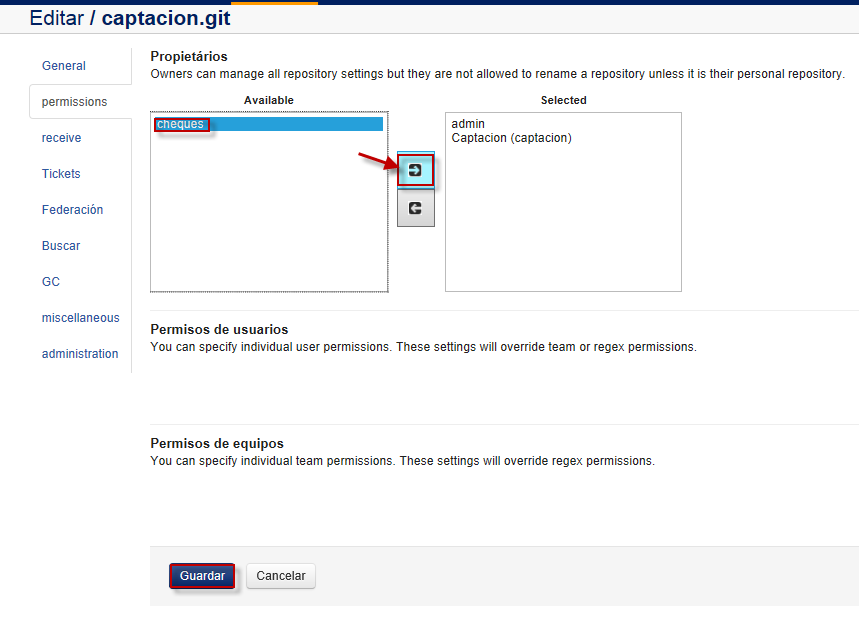 Editar / captacion.git
General
permissions
receive
Tickets
Federación
Buscar
GC
miscellaneous
administration
Propietários
Owners can manage all repository settings but they are not allowed to rename a repository unless it is their personal repository.
Available
Selected
cheques
admin
Captacion (captacion)
Permisos de usuarios
You can specify individual user permissions. These settings will override team or regex permissions.
Permisos de equipos
You can specify individual team permissions. These settings will override regex permissions.
Guardar
Cancelar